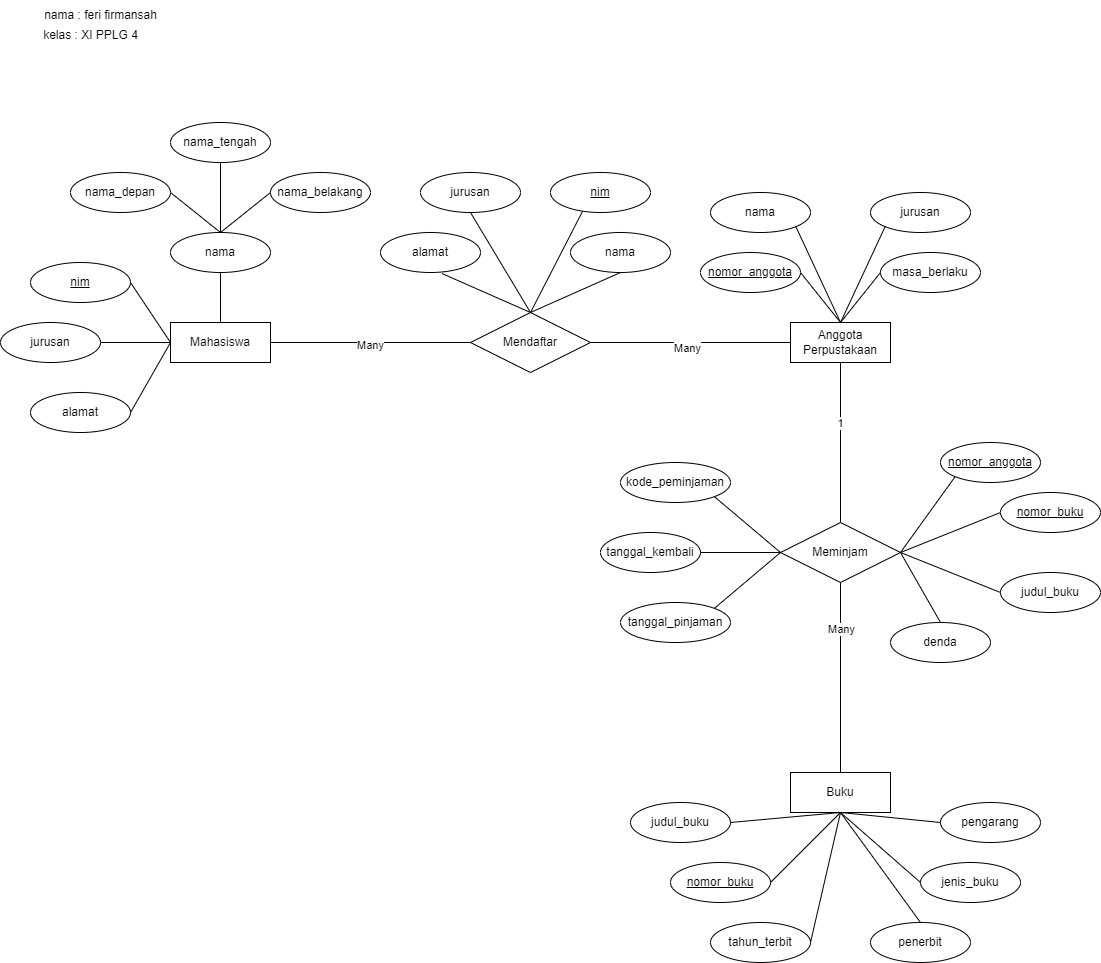 nama : feri firmansah
kelas : XI PPLG 4
nama_tengah
nama_depan
nama_belakang
nama
nim
jurusan
alamat
Mahasiswa
Many
jurusan
nim
alamat
nama
Mendaftar
Many
nama
jurusan
nomor_anggota
masa_berlaku
Anggota
Perpustakaan
1
kode_peminjaman
tanggal_kembali
tanggal_pinjaman
Meminjam
nomor_anggota
nomor_buku
judul_buku
denda
Many
Buku
judul_buku
pengarang
nomor_buku
jenis_buku
tahun_terbit
penerbit